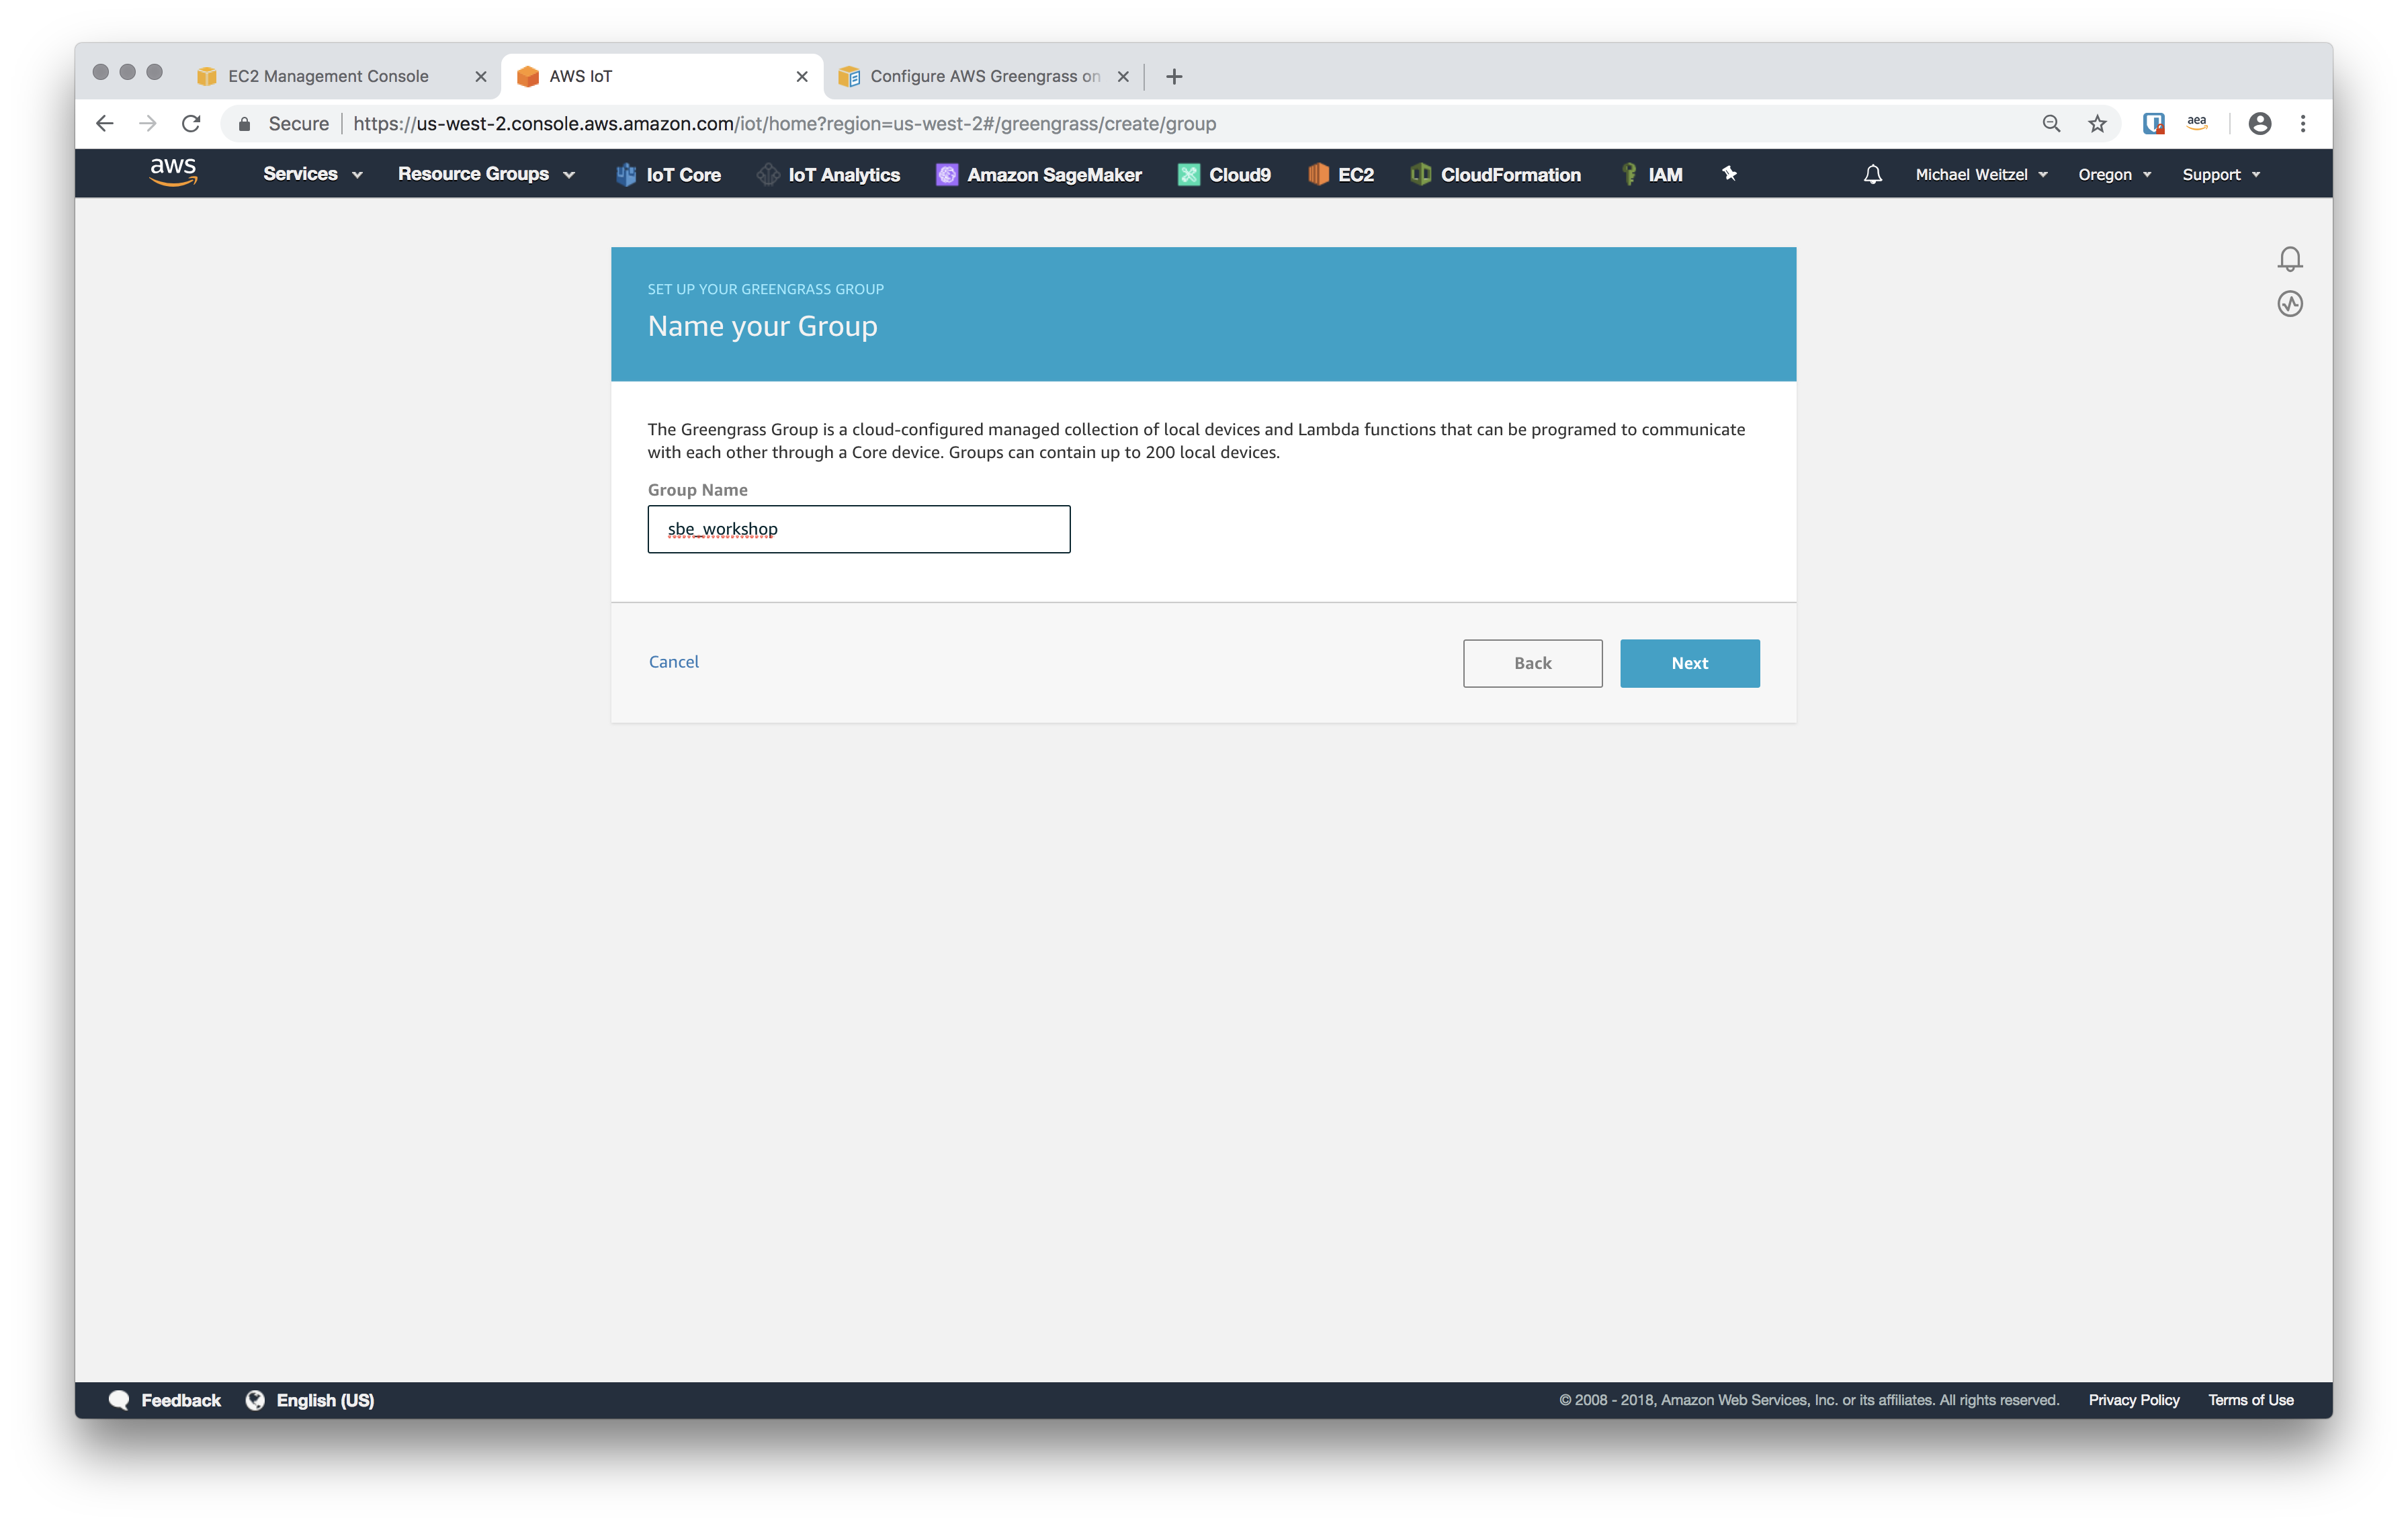 EC2 Management Console
AWS IoT
Configure AWS Greengrass on
Secure
https://us-west-2.console.aws.amazon.com/iot/home?region=us-west-2#/greengrass/create/group
aea
aws
Services
Resource Groups
IoT Core
IoT Analytics
Amazon SageMaker
Cloud9
EC2
CloudFormation
IAM
Michael Weitzel
Oregon
Support
SET UP YOUR GREENGRASS GROUP
Name your Group
The Greengrass Group is a cloud-configured managed collection of local devices and Lambda functions that can be programed to communicate
with each other through a Core device. Groups can contain up to 200 local devices.
Group Name
sbe_workshop
Cancel
Back
Next
Feedback
English (US)
© 2008 - 2018, Amazon Web Services, Inc. or its affiliates. All rights reserved.
Privacy Policy
Terms of Use